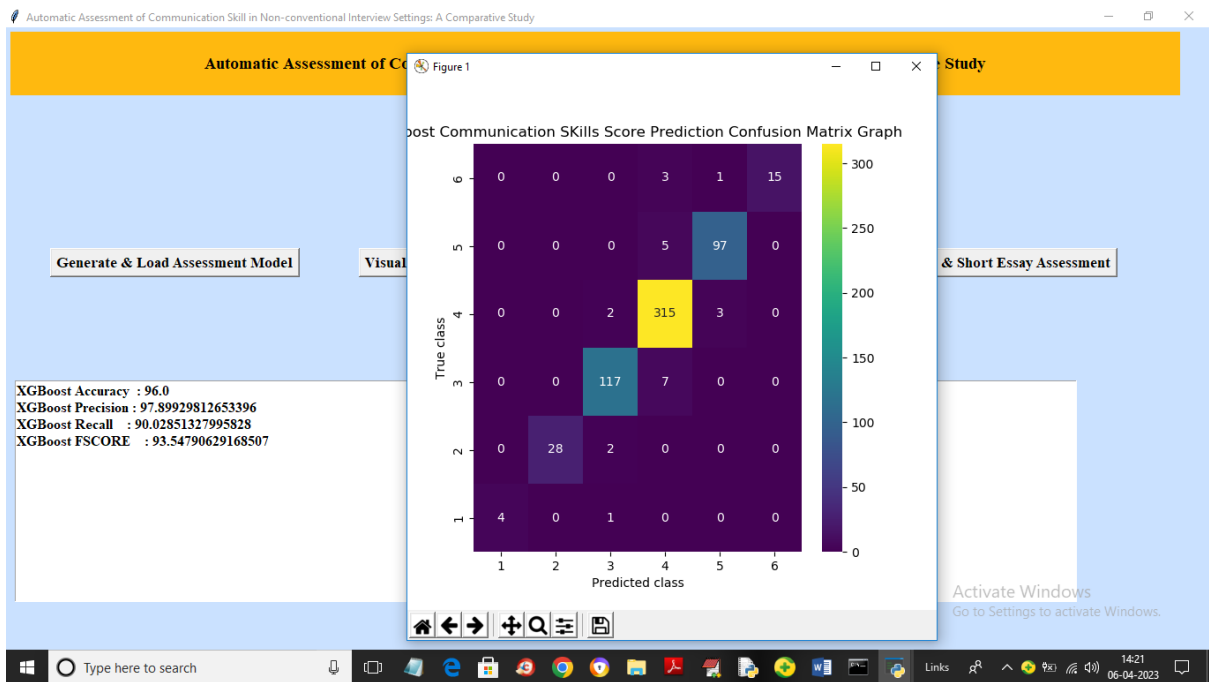 Automatic Assessment of Communication Skill in Non-conventional Interview Settings: A Comparative Study
Automatic Assessment of Co
Study
Figure 1
ost Communication SKills Score Prediction Confusion Matrix Graph
Generate & Load Assessment Model
Visual
& Short Essay Assessment
True class
6 0 0 0 3 1 15
5 0 0 0 5 97 0
4 0 0 2 315 3 0
3 0 0 117 7 0 0
2 0 28 2 0 0 0
1 4 0 1 0 0 0
1 2 3 4 5 6
Predicted class
300
250
200
150
100
50
0
XGBoost Accuracy : 96.0
XGBoost Precision : 97.89929812653396
XGBoost Recall : 90.02851327995828
XGBoost FSCORE : 93.54790629168507
Activate Windows
Go to Settings to activate Windows.
Type here to search
Links
14:21
06-04-2023